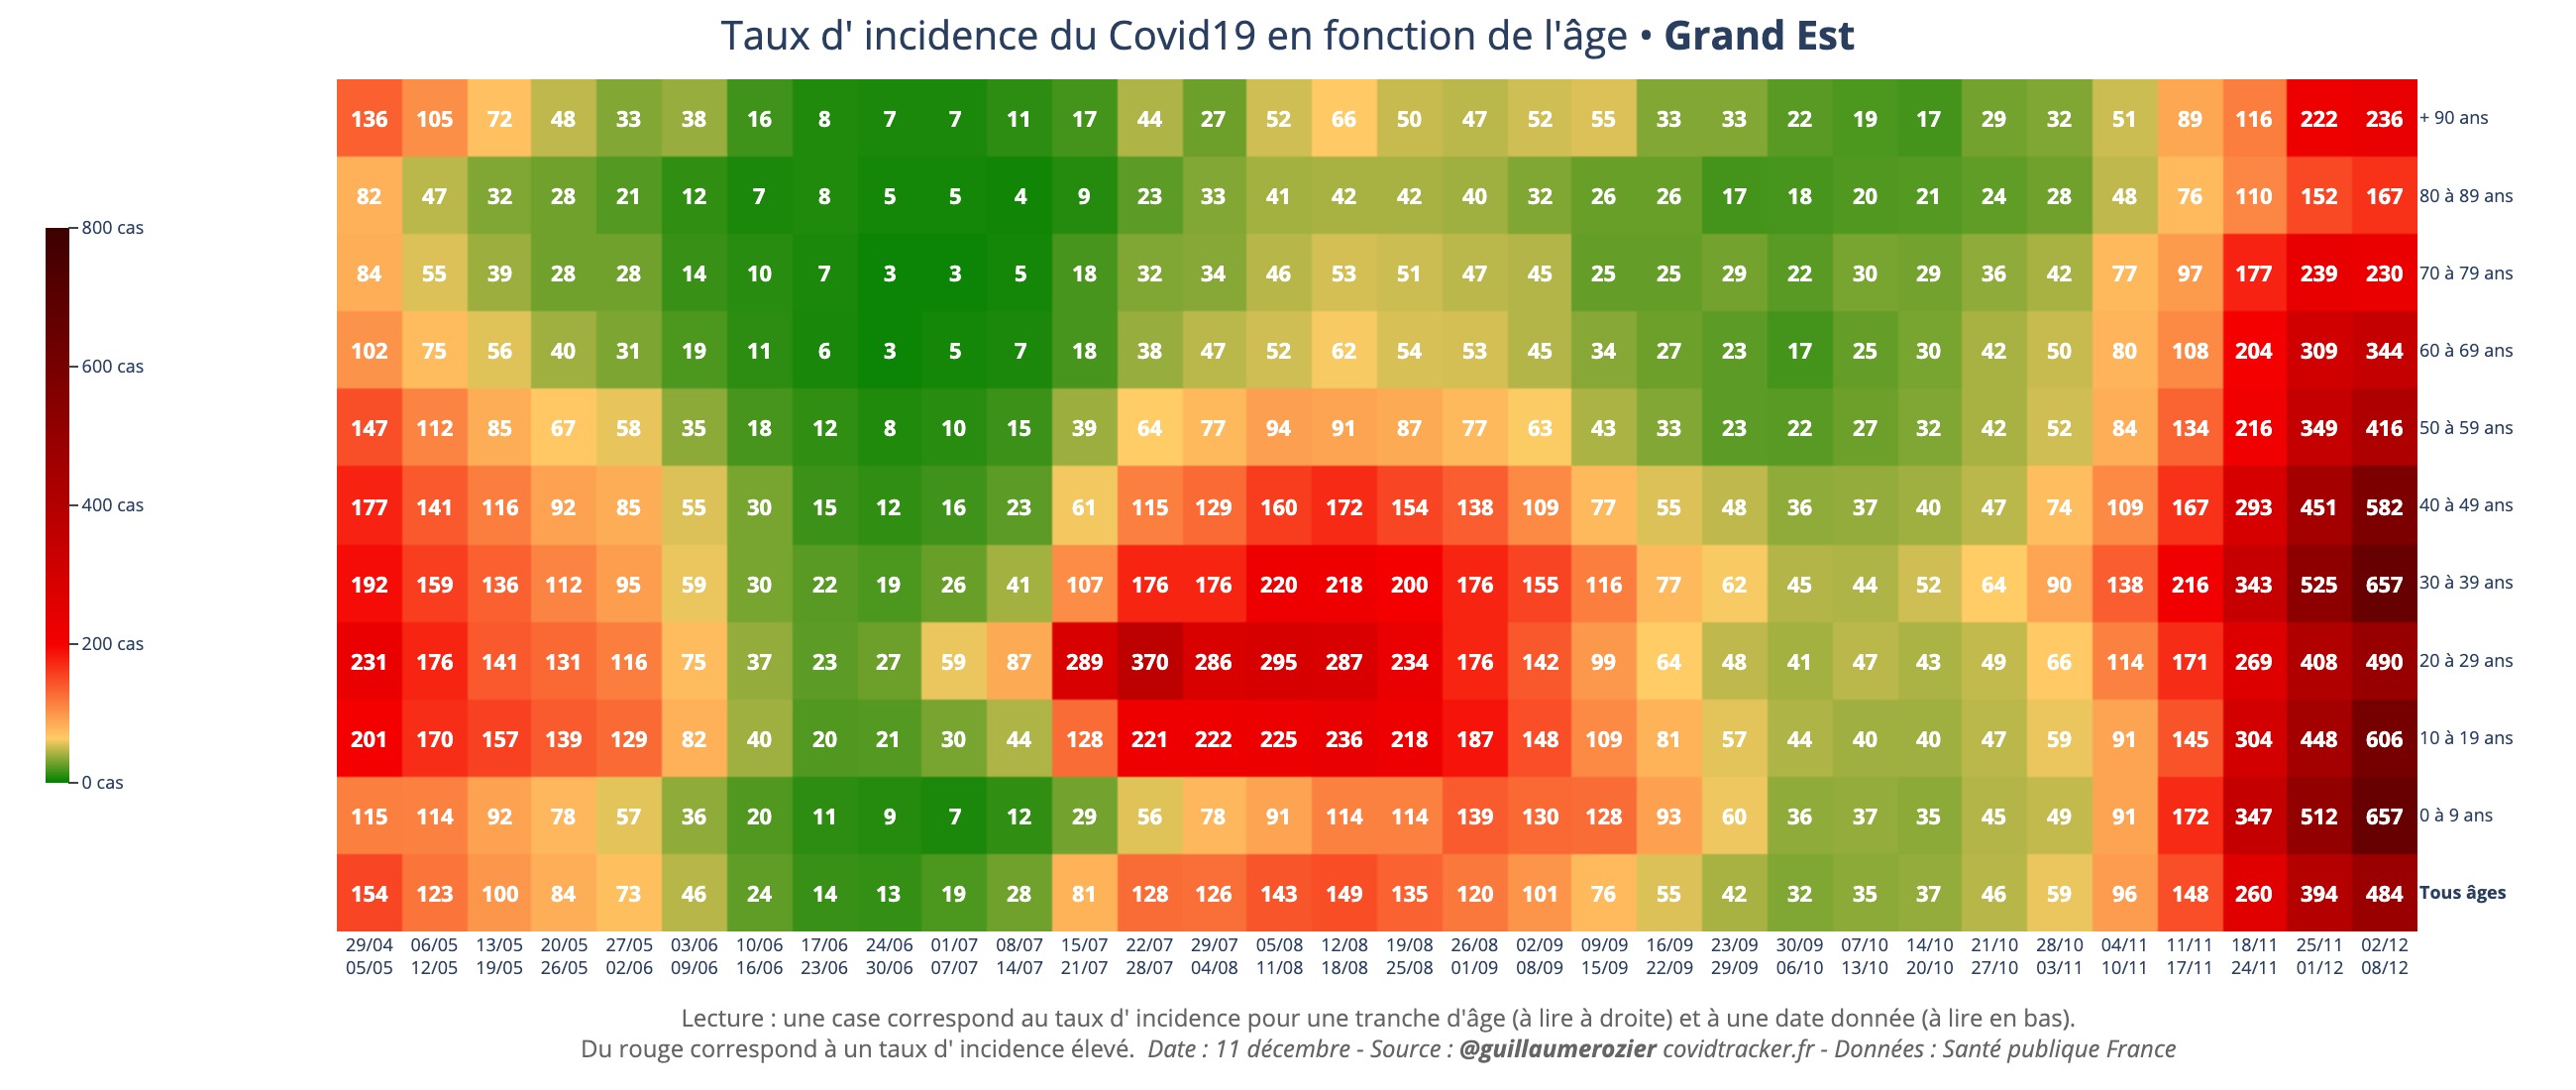 Taux d' incidence du Covid19 en fonction de l'âge • Grand Est
136 105 72 48 33 38 16 8 7 7 11 17 44 27 52 66 50 47 52 55 33 33 22 19 17 29 32 51 89 116 222 236 + 90 ans
82 47 32 28 21 12 7 8 5 5 4 9 23 33 41 42 42 40 32 26 26 17 18 20 21 24 28 48 76 110 152 167 80 à 89 ans
84 55 39 28 28 14 10 7 3 3 5 18 32 34 46 53 51 47 45 25 25 29 22 30 29 36 42 77 97 177 239 230 70 à 79 ans
102 75 56 40 31 19 11 6 3 5 7 18 38 47 52 62 54 53 45 34 27 23 17 25 30 42 50 80 108 204 309 344 60 à 69 ans
147 112 85 67 58 35 18 12 8 10 15 39 64 77 94 91 87 77 63 43 33 23 22 27 32 42 52 84 134 216 349 416 50 à 59 ans
177 141 116 92 85 55 30 15 12 16 23 61 115 129 160 172 154 138 109 77 55 48 36 37 40 47 74 109 167 293 451 582 40 à 49 ans
192 159 136 112 95 59 30 22 19 26 41 107 176 176 220 218 200 176 155 116 77 62 45 44 52 64 90 138 216 343 525 657 30 à 39 ans
231 176 141 131 116 75 37 23 27 59 87 289 370 286 295 287 234 176 142 99 64 48 41 47 43 49 66 114 171 269 408 490 20 à 29 ans
201 170 157 139 129 82 40 20 21 30 44 128 221 222 225 236 218 187 148 109 81 57 44 40 40 47 59 91 145 304 448 606 10 à 19 ans
115 114 92 78 57 36 20 11 9 7 12 29 56 78 91 114 114 139 130 128 93 60 36 37 35 45 49 91 172 347 512 657 0 à 9 ans
154 123 100 84 73 46 24 14 13 19 28 81 128 126 143 149 135 120 101 76 55 42 32 35 37 46 59 96 148 260 394 484 Tous âges
29/04 06/05 13/05 20/05 27/05 03/06 10/06 17/06 24/06 01/07 08/07 15/07 22/07 29/07 05/08 12/08 19/08 26/08 02/09 09/09 16/09 23/09 30/09 07/10 14/10 21/10 28/10 04/11 11/11 18/11 25/11 02/12
05/05 12/05 19/05 26/05 02/06 09/06 16/06 23/06 30/06 07/07 14/07 21/07 28/07 04/08 11/08 18/08 25/08 01/09 08/09 15/09 22/09 29/09 06/10 13/10 20/10 27/10 03/11 10/11 17/11 24/11 01/12 08/12
800 cas
600 cas
400 cas
200 cas
0 cas
Lecture : une case correspond au taux d' incidence pour une tranche d'âge (à lire à droite) et à une date donnée (à lire en bas).
Du rouge correspond à un taux d' incidence élevé. Date : 11 décembre - Source : @guillaumerozier covidtracker.fr - Données : Santé publique France